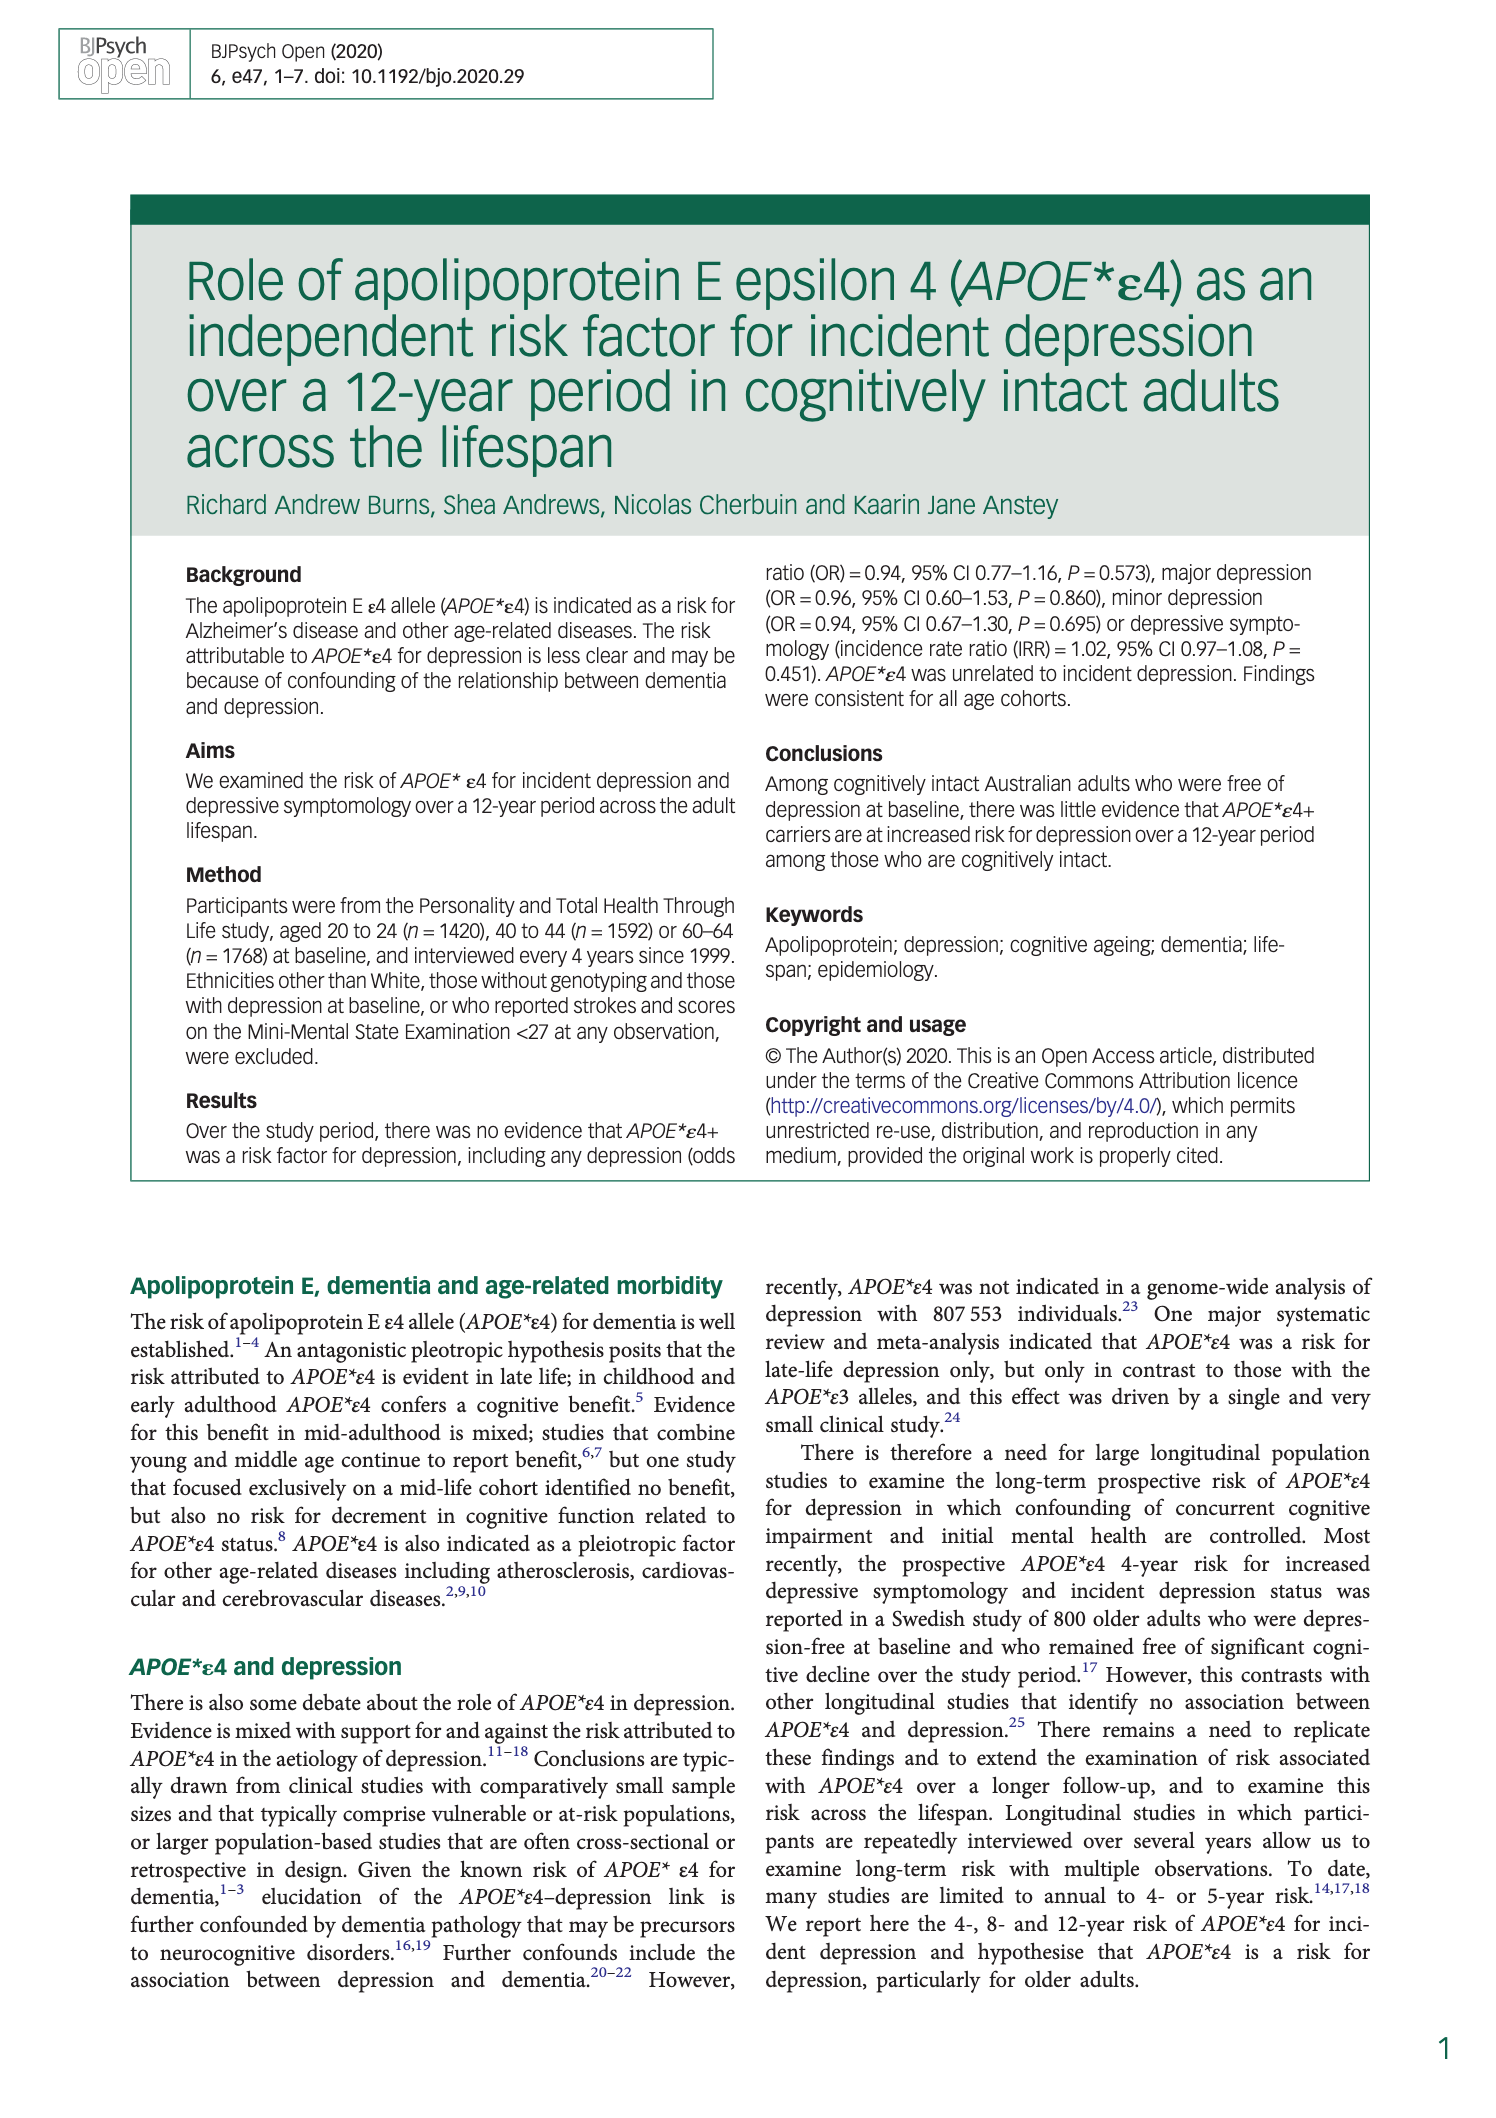 BJPsych
open
BJPsych Open (2020)
6, e47, 1–7. doi: 10.1192/bjo.2020.29
Role of apolipoprotein E epsilon 4 (APOE*ε4) as an
independent risk factor for incident depression
over a 12-year period in cognitively intact adults
across the lifespan
Richard Andrew Burns, Shea Andrews, Nicolas Cherbuin and Kaarin Jane Anstey
Background
The apolipoprotein E ε4 allele (APOE*ε4) is indicated as a risk for
Alzheimer's disease and other age-related diseases. The risk
attributable to APOE*ε4 for depression is less clear and may be
because of confounding of the relationship between dementia
and depression.
Aims
We examined the risk of APOE* ε4 for incident depression and
depressive symptomology over a 12-year period across the adult
lifespan.
Method
Participants were from the Personality and Total Health Through
Life study, aged 20 to 24 (n = 1420), 40 to 44 (n = 1592) or 60–64
(n = 1768) at baseline, and interviewed every 4 years since 1999.
Ethnicities other than White, those without genotyping and those
with depression at baseline, or who reported strokes and scores
on the Mini-Mental State Examination <27 at any observation,
were excluded.
Results
Over the study period, there was no evidence that APOE*ε4+
was a risk factor for depression, including any depression (odds
ratio (OR) = 0.94, 95% CI 0.77–1.16, P = 0.573), major depression
(OR = 0.96, 95% CI 0.60–1.53, P = 0.860), minor depression
(OR = 0.94, 95% CI 0.67–1.30, P = 0.695) or depressive sympto-
mology (incidence rate ratio (IRR) = 1.02, 95% CI 0.97–1.08, P =
0.451). APOE*ε4 was unrelated to incident depression. Findings
were consistent for all age cohorts.
Conclusions
Among cognitively intact Australian adults who were free of
depression at baseline, there was little evidence that APOE*ε4+
carriers are at increased risk for depression over a 12-year period
among those who are cognitively intact.
Keywords
Apolipoprotein; depression; cognitive ageing; dementia; life-
span; epidemiology.
Copyright and usage
© The Author(s) 2020. This is an Open Access article, distributed
under the terms of the Creative Commons Attribution licence
(http://creativecommons.org/licenses/by/4.0/), which permits
unrestricted re-use, distribution, and reproduction in any
medium, provided the original work is properly cited.
Apolipoprotein E, dementia and age-related morbidity
The risk of apolipoprotein E ε4 allele (APOE*ε4) for dementia is well
established.1–4 An antagonistic pleotropic hypothesis posits that the
risk attributed to APOE*ε4 is evident in late life; in childhood and
early adulthood APOE*ε4 confers a cognitive benefit.5 Evidence
for this benefit in mid-adulthood is mixed; studies that combine
young and middle age continue to report benefit,6,7 but one study
that focused exclusively on a mid-life cohort identified no benefit,
but also no risk for decrement in cognitive function related to
APOE*ε4 status.8 APOE*ε4 is also indicated as a pleiotropic factor
for other age-related diseases including atherosclerosis, cardiovas-
cular and cerebrovascular diseases.2,9,10
APOE*ε4 and depression
There is also some debate about the role of APOE*ε4 in depression.
Evidence is mixed with support for and against the risk attributed to
APOE*ε4 in the aetiology of depression.11–18 Conclusions are typic-
ally drawn from clinical studies with comparatively small sample
sizes and that typically comprise vulnerable or at-risk populations,
or larger population-based studies that are often cross-sectional or
retrospective in design. Given the known risk of APOE* ε4 for
dementia,1–3 elucidation of the APOE*ε4–depression link is
further confounded by dementia pathology that may be precursors
to neurocognitive disorders.16,19 Further confounds include the
association between depression and dementia.20–22 However,
recently, APOE*ε4 was not indicated in a genome-wide analysis of
depression with 807 553 individuals.23 One major systematic
review and meta-analysis indicated that APOE*ε4 was a risk for
late-life depression only, but only in contrast to those with the
APOE*ε3 alleles, and this effect was driven by a single and very
small clinical study.24
There is therefore a need for large longitudinal population
studies to examine the long-term prospective risk of APOE*ε4
for depression in which confounding of concurrent cognitive
impairment and initial mental health are controlled. Most
recently, the prospective APOE*ε4 4-year risk for increased
depressive symptomology and incident depression status was
reported in a Swedish study of 800 older adults who were depres-
sion-free at baseline and who remained free of significant cogni-
tive decline over the study period.17 However, this contrasts with
other longitudinal studies that identify no association between
APOE*ε4 and depression.25 There remains a need to replicate
these findings and to extend the examination of risk associated
with APOE*ε4 over a longer follow-up, and to examine this
risk across the lifespan. Longitudinal studies in which partici-
pants are repeatedly interviewed over several years allow us to
examine long-term risk with multiple observations. To date,
many studies are limited to annual to 4- or 5-year risk.14,17,18
We report here the 4-, 8- and 12-year risk of APOE*ε4 for inci-
dent depression and hypothesise that APOE*ε4 is a risk for
depression, particularly for older adults.
1